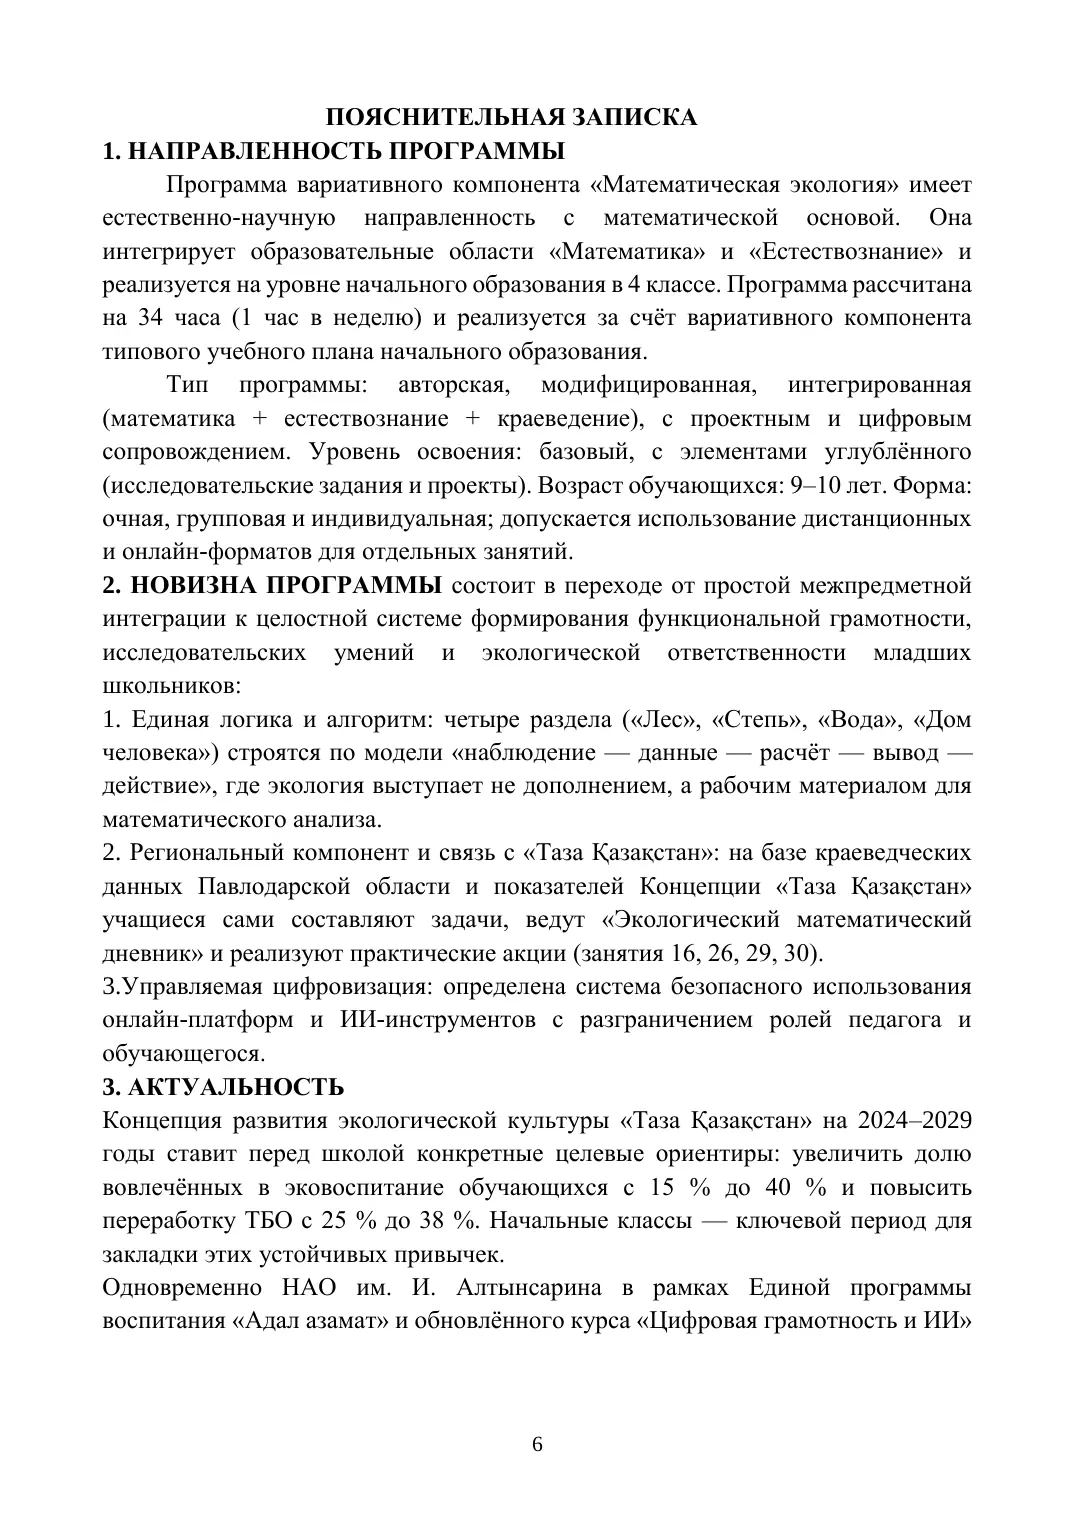 ПОЯСНИТЕЛЬНАЯ ЗАПИСКА
1. НАПРАВЛЕННОСТЬ ПРОГРАММЫ
Программа вариативного компонента «Математическая экология» имеет
естественно-научную направленность с математической основой. Она
интегрирует образовательные области «Математика» и «Естествознание» и
реализуется на уровне начального образования в 4 классе. Программа рассчитана
на 34 часа (1 час в неделю) и реализуется за счёт вариативного компонента
типового учебного плана начального образования.
Тип программы: авторская, модифицированная, интегрированная
(математика + естествознание + краеведение), с проектным и цифровым
сопровождением. Уровень освоения: базовый, с элементами углублённого
(исследовательские задания и проекты). Возраст обучающихся: 9–10 лет. Форма:
очная, групповая и индивидуальная; допускается использование дистанционных
и онлайн-форматов для отдельных занятий.
2. НОВИЗНА ПРОГРАММЫ состоит в переходе от простой межпредметной
интеграции к целостной системе формирования функциональной грамотности,
исследовательских умений и экологической ответственности младших
школьников:
1. Единая логика и алгоритм: четыре раздела («Лес», «Степь», «Вода», «Дом
человека») строятся по модели «наблюдение — данные — расчёт — вывод —
действие», где экология выступает не дополнением, а рабочим материалом для
математического анализа.
2. Региональный компонент и связь с «Таза Қазақстан»: на базе краеведческих
данных Павлодарской области и показателей Концепции «Таза Қазақстан»
учащиеся сами составляют задачи, ведут «Экологический математический
дневник» и реализуют практические акции (занятия 16, 26, 29, 30).
3.Управляемая цифровизация: определена система безопасного использования
онлайн-платформ и ИИ-инструментов с разграничением ролей педагога и
обучающегося.
3. АКТУАЛЬНОСТЬ
Концепция развития экологической культуры «Таза Қазақстан» на 2024–2029
годы ставит перед школой конкретные целевые ориентиры: увеличить долю
вовлечённых в эковоспитание обучающихся с 15 % до 40 % и повысить
переработку ТБО с 25 % до 38 %. Начальные классы — ключевой период для
закладки этих устойчивых привычек.
Одновременно НАО им. И. Алтынсарина в рамках Единой программы
воспитания «Адал азамат» и обновлённого курса «Цифровая грамотность и ИИ»
6